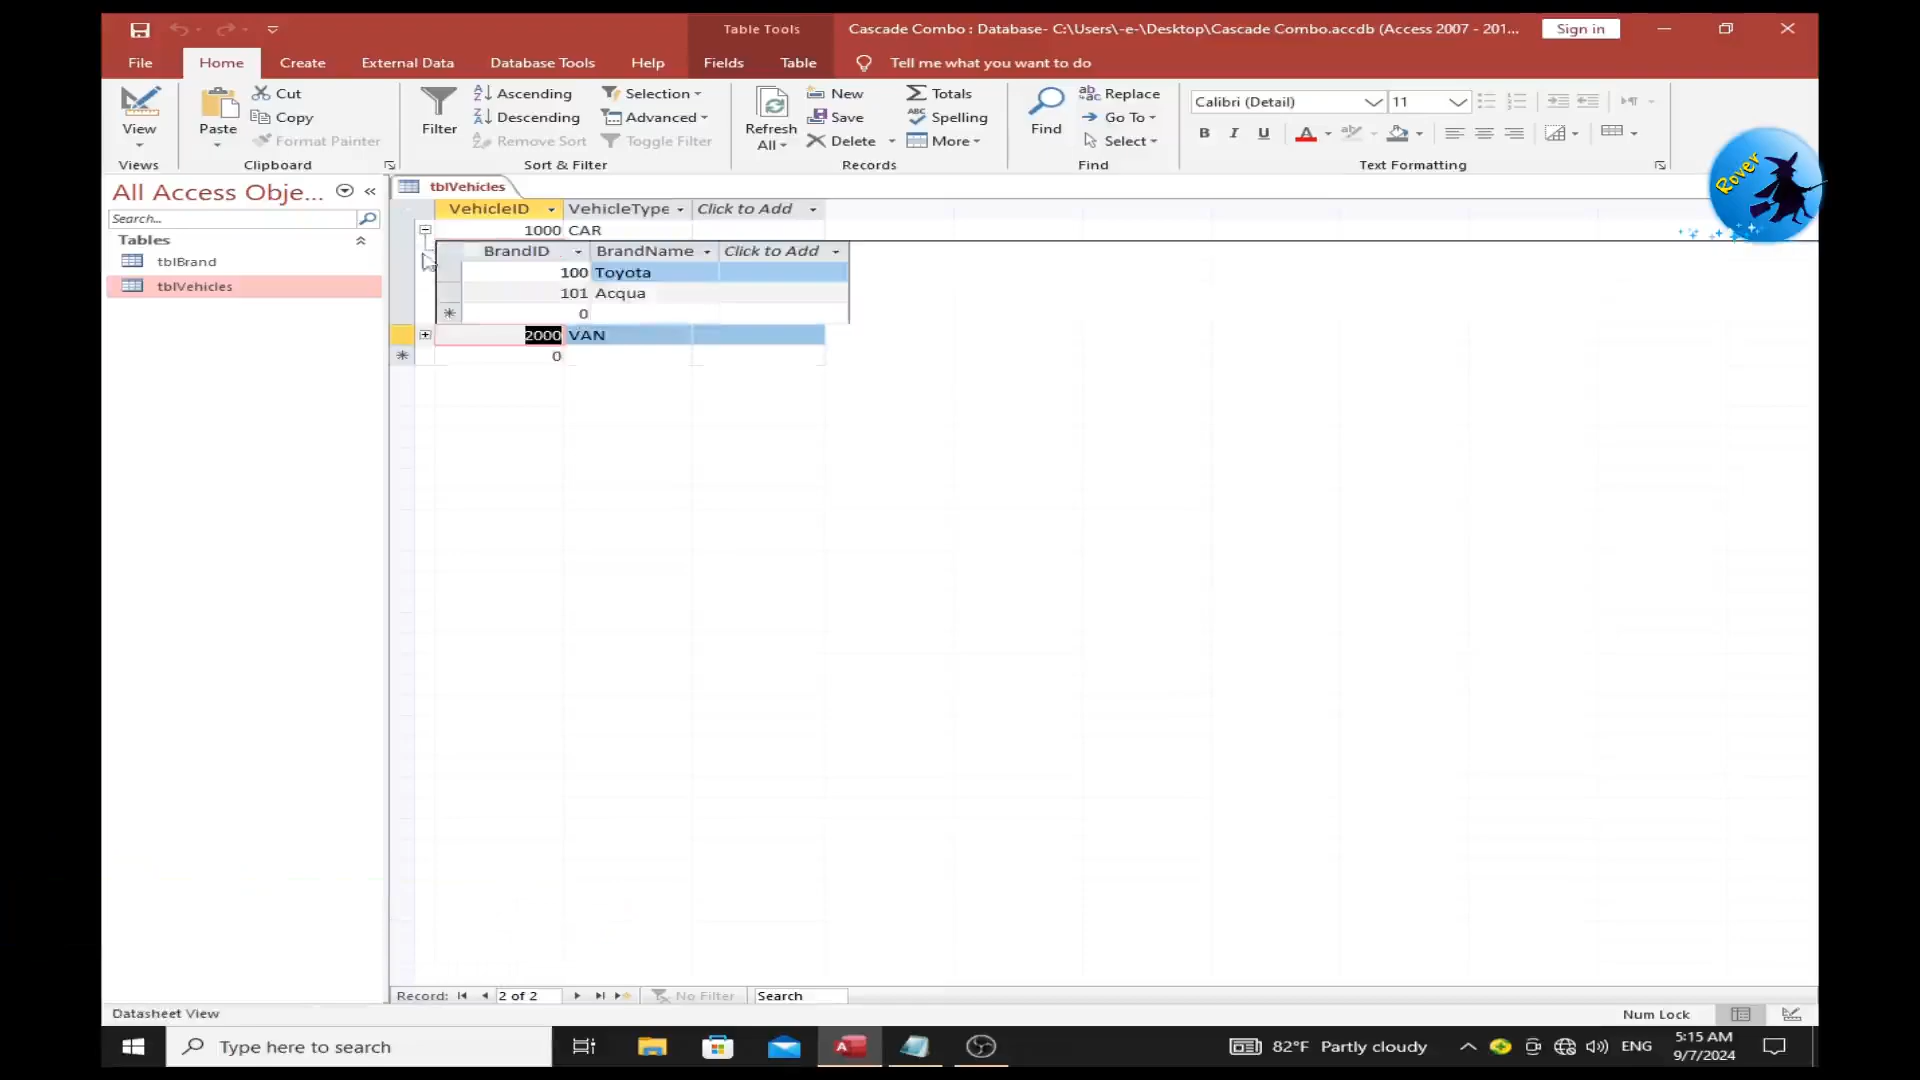 Table Tools
Cascade Combo : Database- C:\Users\-e-\Desktop\Cascade Combo.accdb (Access 2007 - 201...
Sign in
File
Home
Create
External Data
Database Tools
Help
Fields
Table
Tell me what you want to do
View
Views
Paste
Cut
Copy
Format Painter
Clipboard
Filter
Ascending
Descending
Remove Sort
Selection
Advanced
Toggle Filter
Sort & Filter
Refresh
All
New
Save
Delete
Totals
Spelling
More
Records
Find
Replace
Go To
Select
Find
Calibri (Detail)
11
B I U
Text Formatting
Rover
All Access Obje...
Search...
Tables
tblBrand
tblVehicles
tblVehicles
VehicleID VehicleType Click to Add
1000 CAR
BrandID BrandName Click to Add
100 Toyota
101 Acqua
0
2000 VAN
0
Record: 2 of 2 No Filter Search
Datasheet View
Num Lock
Type here to search
82°F Partly cloudy
ENG
5:15 AM
9/7/2024